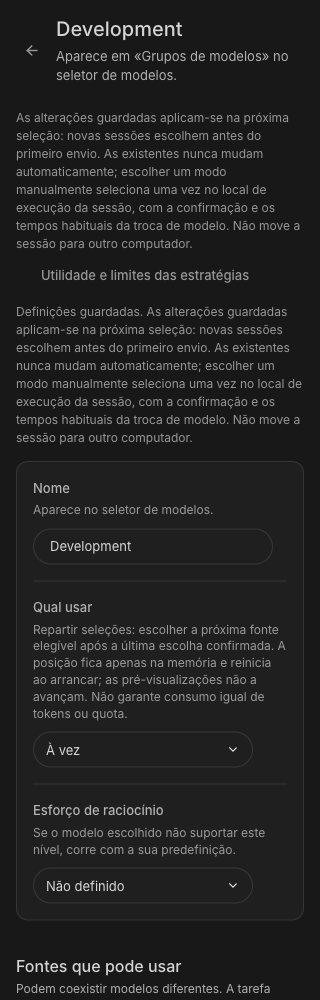 Development
Aparece em «Grupos de modelos» no
seletor de modelos.
As alterações guardadas aplicam-se na próxima
seleção: novas sessões escolhem antes do
primeiro envio. As existentes nunca mudam
automaticamente; escolher um modo
manualmente seleciona uma vez no local de
execução da sessão, com a confirmação e os
tempos habituais da troca de modelo. Não move a
sessão para outro computador.
Utilidade e limites das estratégias
Definições guardadas. As alterações guardadas
aplicam-se na próxima seleção: novas sessões
escolhem antes do primeiro envio. As existentes
nunca mudam automaticamente; escolher um
modo manualmente seleciona uma vez no local de
execução da sessão, com a confirmação e os
tempos habituais da troca de modelo. Não move a
sessão para outro computador.
Nome
Aparece no seletor de modelos.
Development
Qual usar
Repartir seleções: escolher a próxima fonte
elegível após a última escolha confirmada. A
posição fica apenas na memória e reinicia
ao arrancar; as pré-visualizações não a
avançam. Não garante consumo igual de
tokens ou quota.
À vez
Esforço de raciocínio
Se o modelo escolhido não suportar este
nível, corre com a sua predefinição.
Não definido
Fontes que pode usar
Podem coexistir modelos diferentes. A tarefa